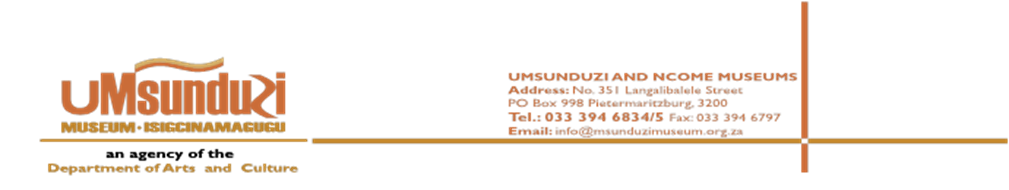 uMsunduzi
MUSEUM • ISIGCINAMAGUGU
an agency of the
Department of Arts and Culture
UMSUNDUZI AND NCOME MUSEUMS
Address: No. 351 Langalibalele Street
PO Box 998 Pietermaritzburg, 3200
Tel.: 033 394 6834/5 Fax: 033 394 6797
Email: info@msunduzimuseum.org.za